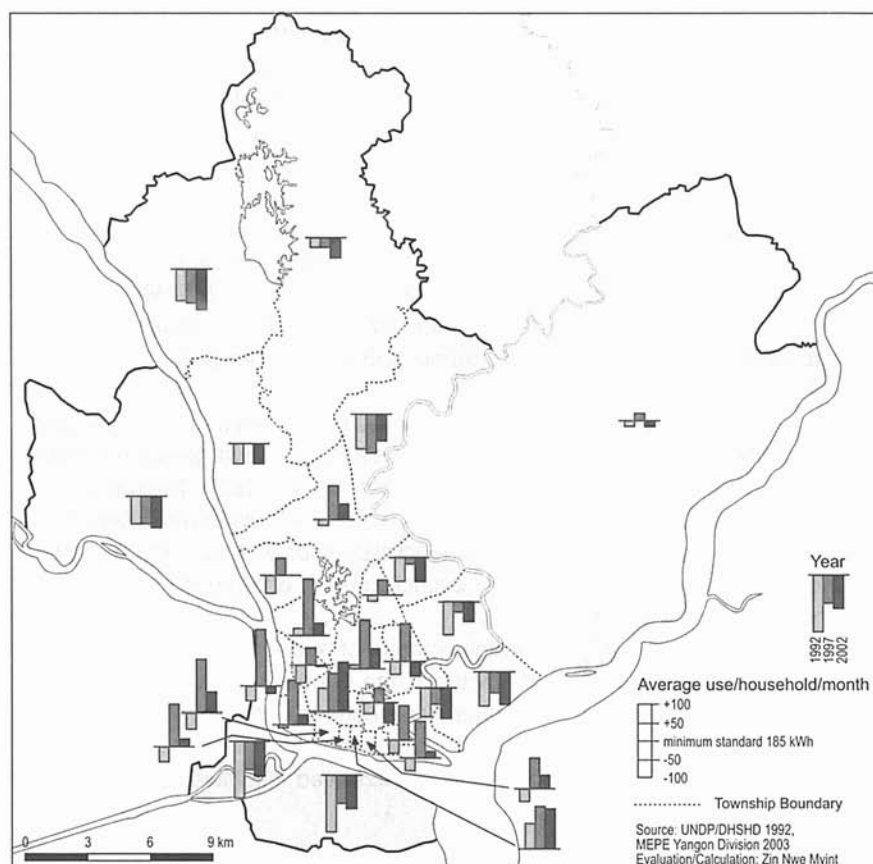 Year
1992
1997
2002
Average use/household/month
+100
+50
minimum standard 185 kWh
-50
-100
Township Boundary
Source: UNDP/DHSHD 1992,
MEPE Yangon Division 2003
Evaluation/Calculation: Zin Nwe Myint
0 3 6 9 km